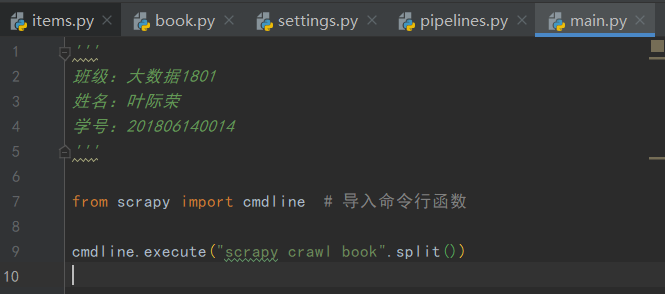 items.py book.py settings.py pipelines.py main.py
1 '''
2 班级：大数据1801
3 姓名：叶际荣
4 学号：201806140014
5 '''
6
7 from scrapy import cmdline  # 导入命令行函数
8
9 cmdline.execute("scrapy crawl book".split())
10